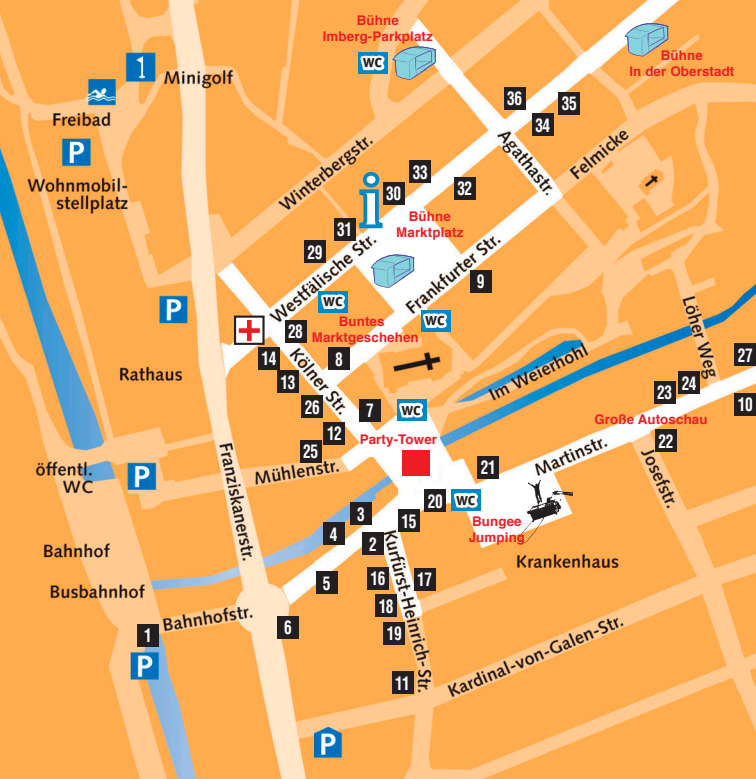 Bühne
Imberg-Parkplatz
WC
Bühne
In der Oberstadt
Minigolf
Freibad
P
Wohnmobil-
stellplatz
36
35
34
Agathastr.
Felmicke
Winterbergstr.
33
30
32
i
31
29
Bühne
Marktplatz
Westfälische Str.
Frankfurter Str.
9
WC
P
28
Buntes
Marktgeschehen
WC
14
8
13
Kölner Str.
Rathaus
Im Weierhohl
Löher Weg
27
24
23
10
26
7
WC
Große Autoschau
12
Party-Tower
22
25
Mühlenstr.
öffentl.
WC
P
Franziskanerstr.
21
Martinstr.
Josefstr.
20
WC
3
15
Bungee
Jumping
4
2
Bahnhof
Krankenhaus
Busbahnhof
5
16
17
Kurfürst-Heinrich-Str.
18
1
Bahnhofstr.
6
19
P
11
Kardinal-von-Galen-Str.
P